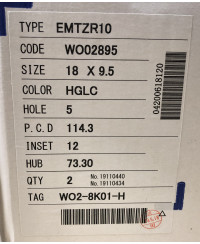 TYPE EMTZR10
CODE WO02895
SIZE 18 X 9.5
COLOR HGLC
HOLE 5
P.C.D 114.3
INSET 12
HUB 73.30
QTY 2 No.19110440
No.19110434
TAG WO2-8K01-H
04200618120